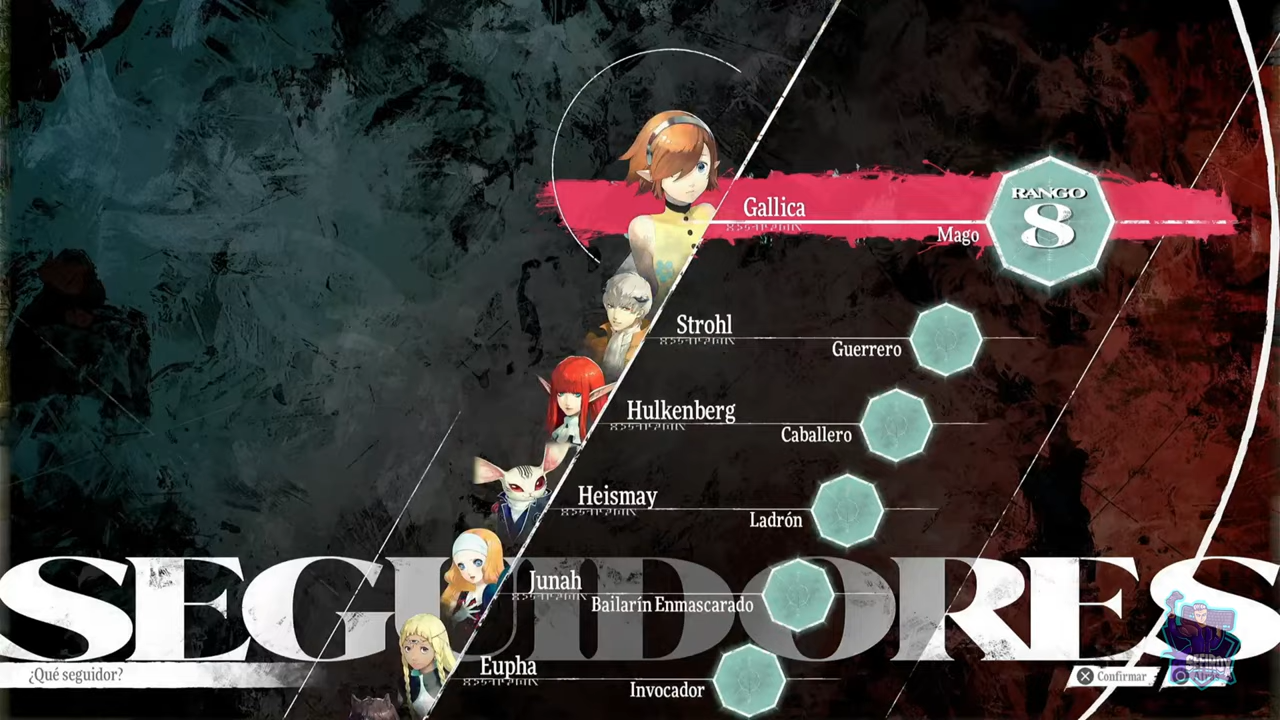 RANGO
8
Gallica
Mago
Strohl
Guerrero
Hulkenberg
Caballero
Heismay
Ladrón
Junah
Bailarín Enmascarado
SEGUIDORES
Eupha
Invocador
¿Qué seguidor?
Confirmar
Atrás